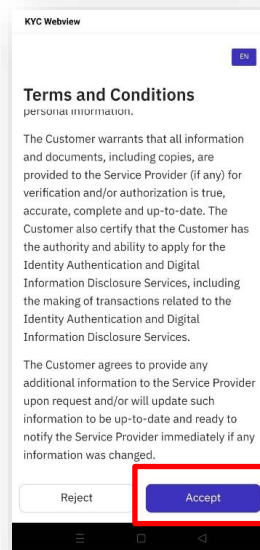 KYC Webview
EN
Terms and Conditions
personal information.
The Customer warrants that all information
and documents, including copies, are
provided to the Service Provider (if any) for
verification and/or authorization is true,
accurate, complete and up-to-date. The
Customer also certify that the Customer has
the authority and ability to apply for the
Identity Authentication and Digital
Information Disclosure Services, including
the making of transactions related to the
Identity Authentication and Digital
Information Disclosure Services.
The Customer agrees to provide any
additional information to the Service Provider
upon request and/or will update such
information to be up-to-date and ready to
notify the Service Provider immediately if any
information was changed.
Reject
Accept